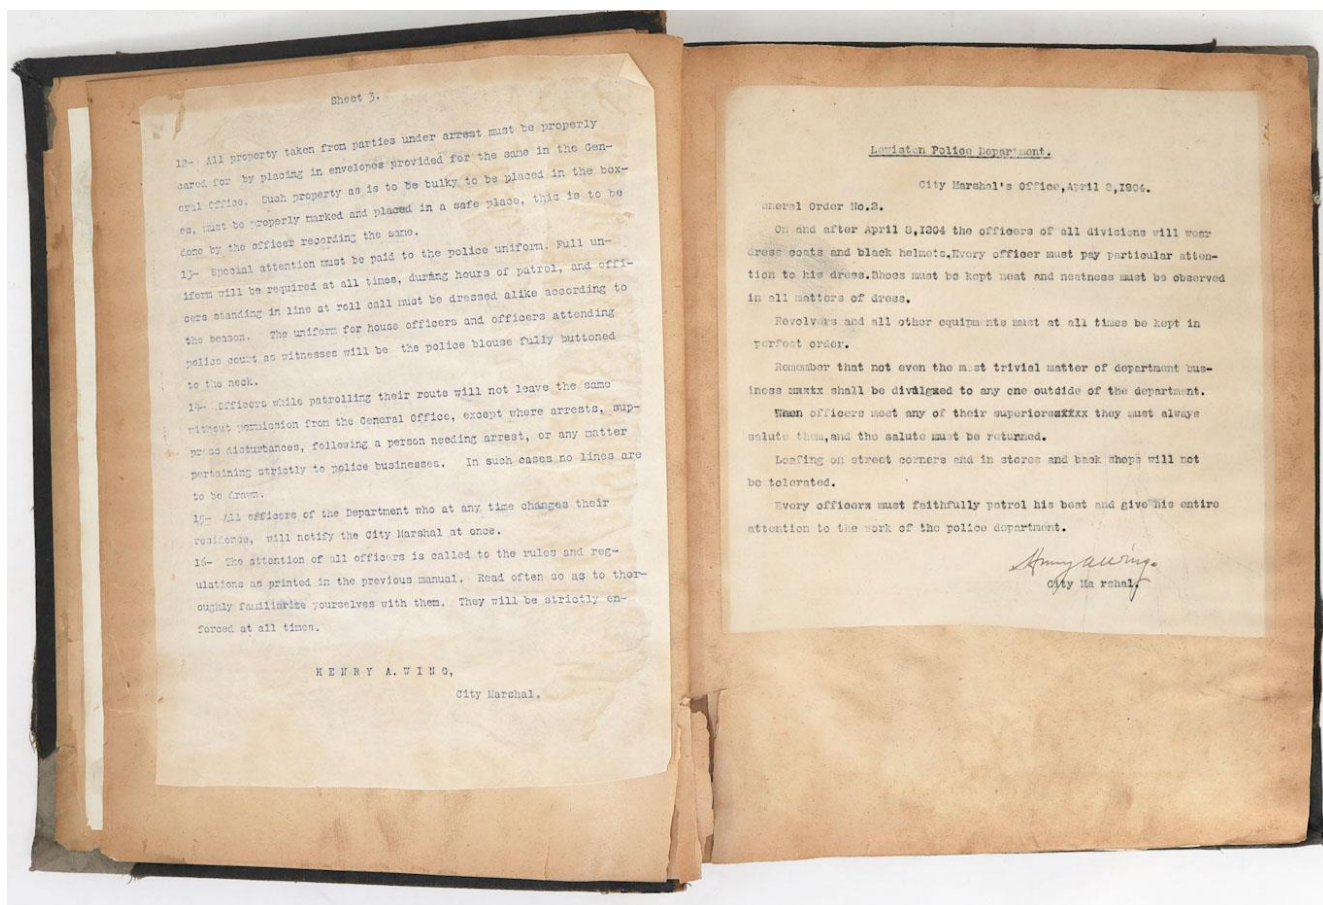 Sheet 3.
12- All property taken from parties under arrest must be properly
cared for by placing in envelopes provided for the same in the Gen-
eral Office. Such property as is to be bulky to be placed in the box-
es, must be properly marked and placed in a safe place, this is to be
done by the officer recording the same.
13- Special attention must be paid to the police uniform. Full un-
iform will be required at all times, during hours of patrol, and offi-
cers standing in line at roll call must be dressed alike according to
the season. The uniform for house officers and officers attending
police court as witnesses will be the police blouse fully buttoned
to the neck.
14- Officers while patrolling their route will not leave the same
without permission from the General Office, except where arrests, sup-
press disturbances, following a person needing arrest, or any matter
pertaining strictly to police businesses. In such cases no lines are
to be drawn.
15- All officers of the Department who at any time changes their
residence, will notify the City Marshal at once.
16- The attention of all officers is called to the rules and reg-
ulations as printed in the previous manual. Read often so as to thor-
oughly familiarize yourselves with them. They will be strictly en-
forced at all times.
HENRY A. WING,
City Marshal.
Lewiston Police Department.
City Marshal's Office, April 8, 1904.
eneral Order No.2.
On and after April 8, 1904 the officers of all divisions will wear
dress coats and black helmets. Every officer must pay particular atten-
tion to his dress. Shoes must be kept neat and neatness must be observed
in all matters of dress.
Revolvers and all other equipments must at all times be kept in
perfect order.
Remember that not even the most trivial matter of department bus-
iness xxxxx shall be divulgxed to any one outside of the department.
When officers meet any of their superiorsxxxxx they must always
salute them, and the salute must be returned.
Loafing on street corners and in stores and back shops will not
be tolerated.
Every officerx must faithfully patrol his beat and give his entire
attention to the work of the police department.
Henry A Wing.
City Ma rshal.